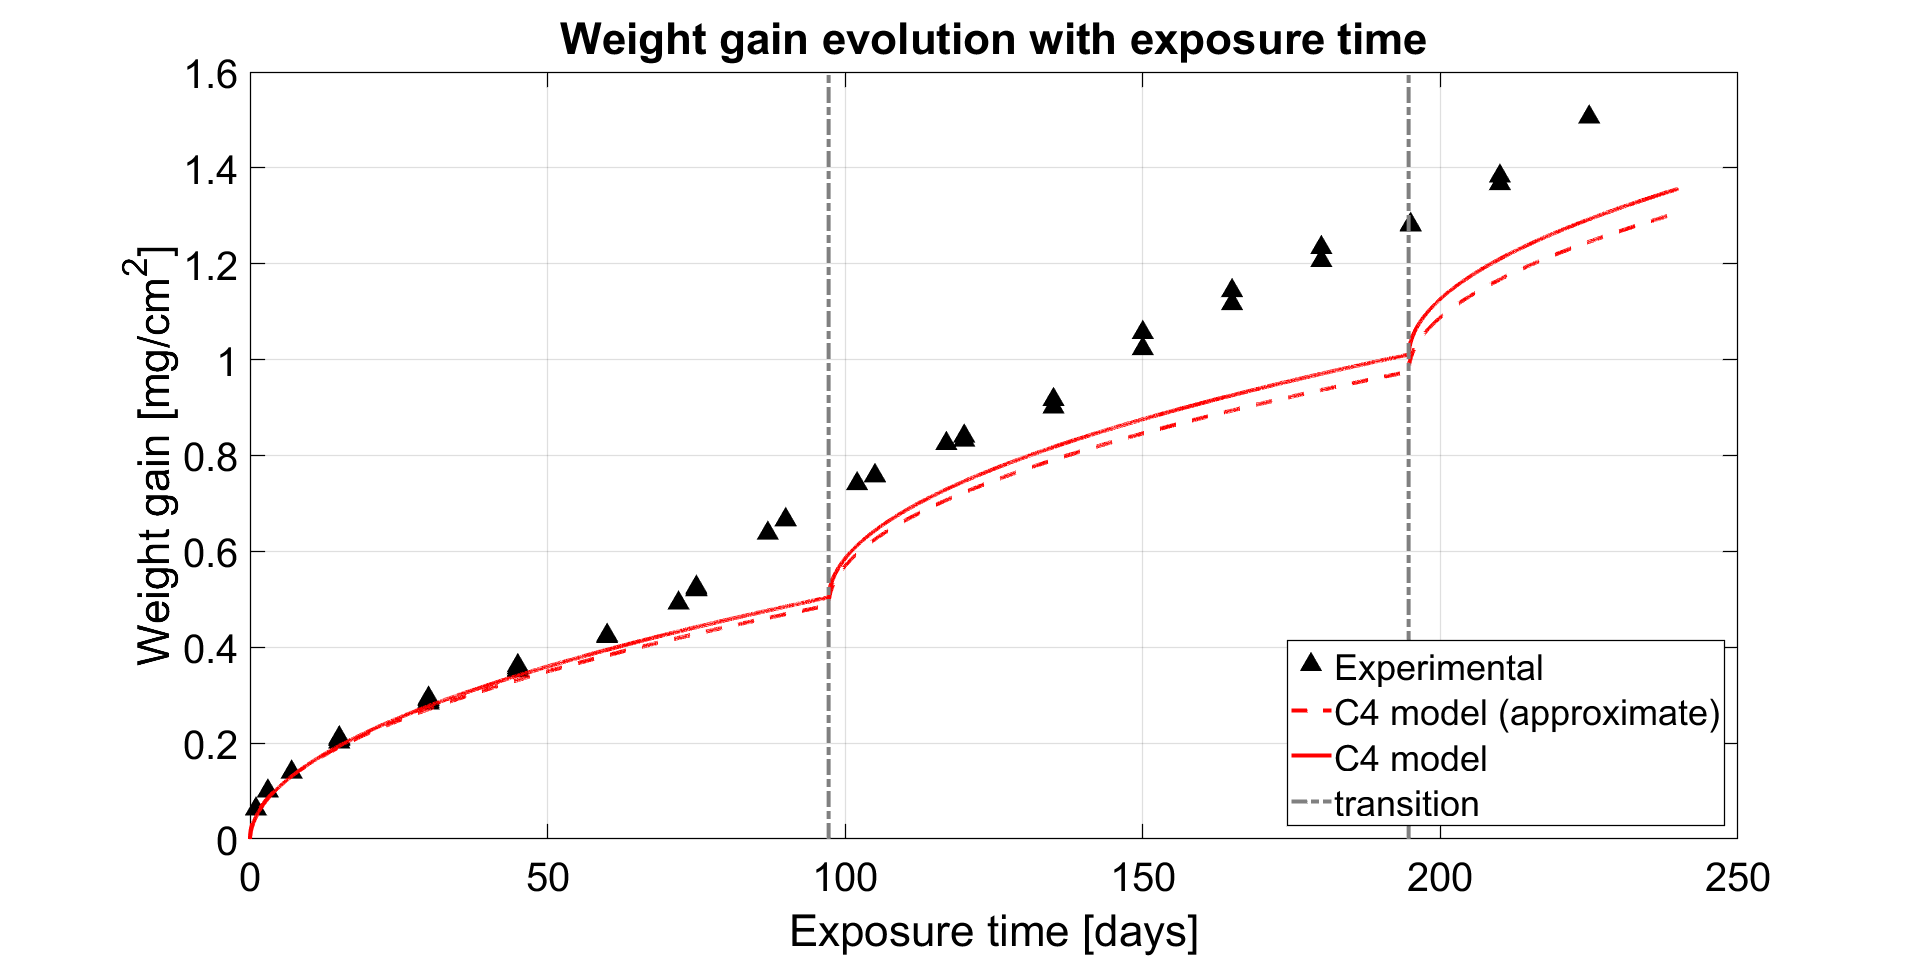 Weight gain evolution with exposure time
1.6
1.4
1.2
1
0.8
0.6
0.4
0.2
0
Weight gain [mg/cm²]
Experimental
C4 model (approximate)
C4 model
transition
0 50 100 150 200 250
Exposure time [days]